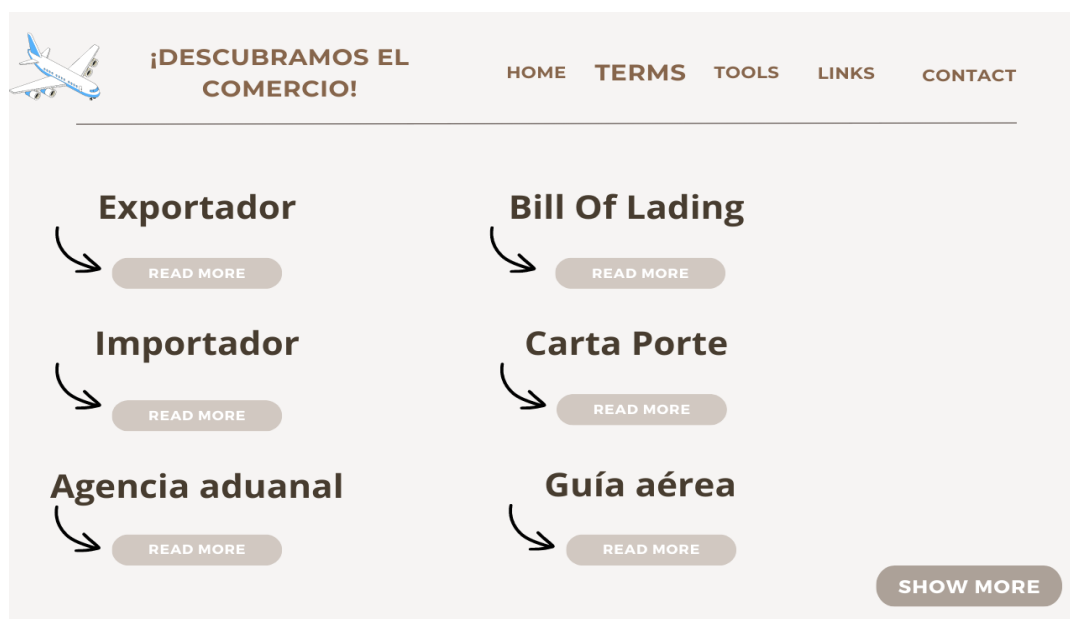 ¡DESCUBRAMOS EL
COMERCIO!
HOME TERMS TOOLS LINKS CONTACT
Exportador
READ MORE
Importador
READ MORE
Agencia aduanal
READ MORE
Bill Of Lading
READ MORE
Carta Porte
READ MORE
Guía aérea
READ MORE
SHOW MORE